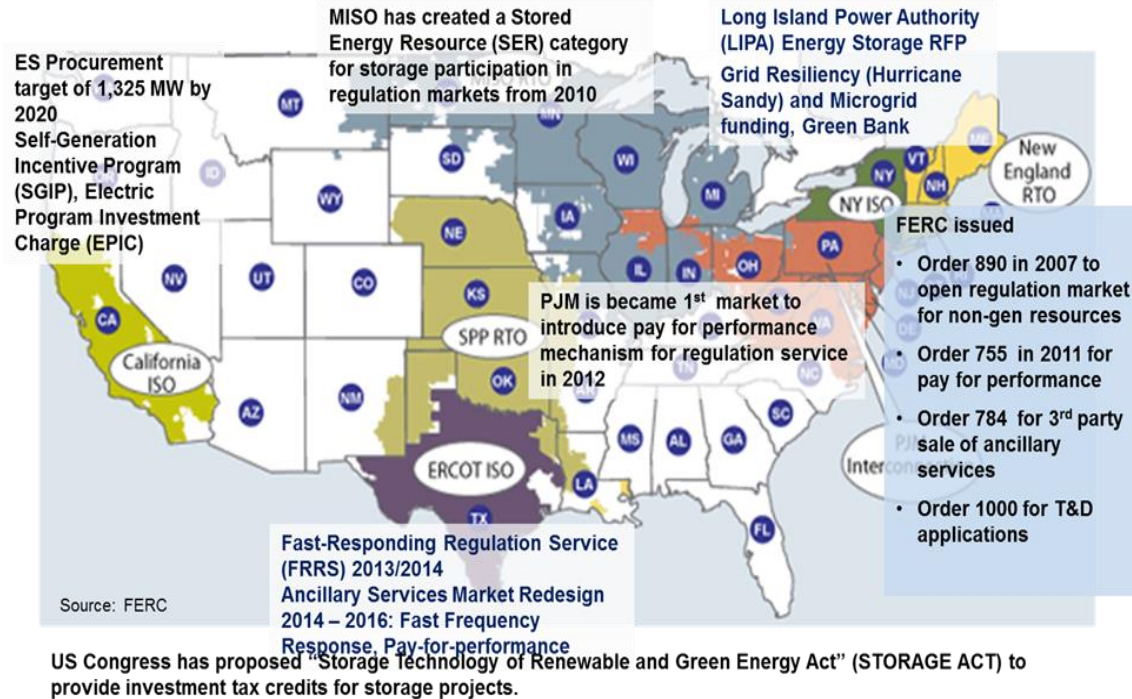 MISO has created a Stored
Energy Resource (SER) category
for storage participation in
regulation markets from 2010
Long Island Power Authority
(LIPA) Energy Storage RFP
Grid Resiliency (Hurricane
Sandy) and Microgrid
funding, Green Bank
ES Procurement
target of 1,325 MW by
2020
Self-Generation
Incentive Program
(SGIP), Electric
Program Investment
Charge (EPIC)
MT
MN
ID
SD
WI
WY
MI
IA
NE
VT
ME
NY
NH
New
England
RTO
NY ISO
PA
OH
IL
IN
NV
UT
CO
KS
CA
California
ISO
SPP RTO
OK
AZ
NM
FERC issued
• Order 890 in 2007 to
open regulation market
for non-gen resources
• Order 755 in 2011 for
pay for performance
• Order 784 for 3rd party
sale of ancillary
services
• Order 1000 for T&D
applications
PJM is became 1st market to
introduce pay for performance
mechanism for regulation service
in 2012
VA
TN
NC
AR
SC
MS
AL
GA
LA
ERCOT ISO
TX
FL
NJ
DE
MD
PJM
Fast-Responding Regulation Service
(FRRS) 2013/2014
Ancillary Services Market Redesign
2014 – 2016: Fast Frequency
Response, Pay-for-performance
Source: FERC
US Congress has proposed “Storage Technology of Renewable and Green Energy Act” (STORAGE ACT) to
provide investment tax credits for storage projects.